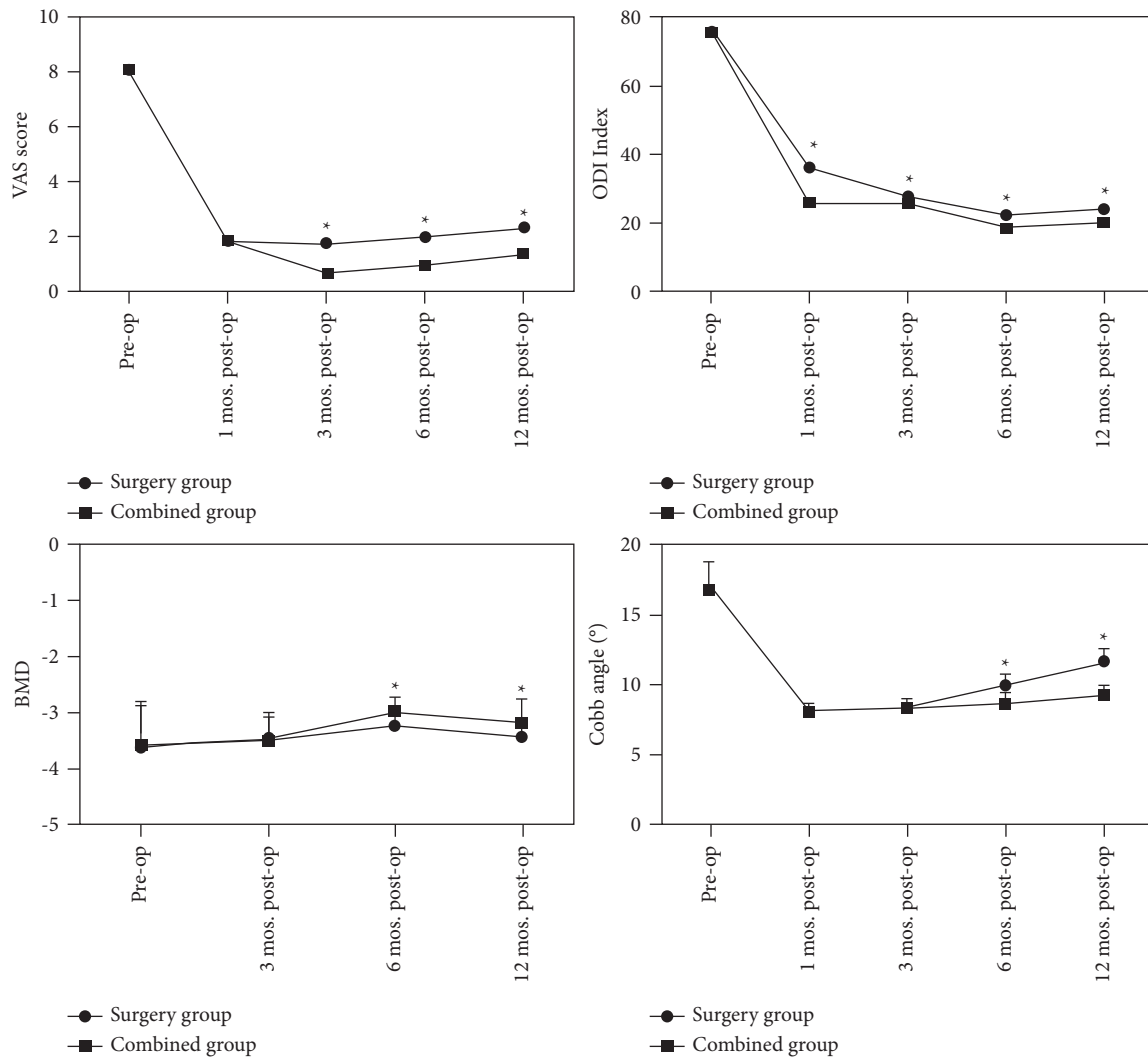 10
8
6
4
2
0
VAS score
Pre-op
1 mos. post-op
3 mos. post-op
6 mos. post-op
12 mos. post-op
*
*
*
Surgery group
Combined group
80
60
40
20
0
ODI Index
Pre-op
1 mos. post-op
3 mos. post-op
6 mos. post-op
12 mos. post-op
*
*
*
*
Surgery group
Combined group
0
-1
-2
-3
-4
-5
BMD
Pre-op
3 mos. post-op
6 mos. post-op
12 mos. post-op
*
*
Surgery group
Combined group
20
15
10
5
0
Cobb angle (°)
Pre-op
1 mos. post-op
3 mos. post-op
6 mos. post-op
12 mos. post-op
*
*
Surgery group
Combined group